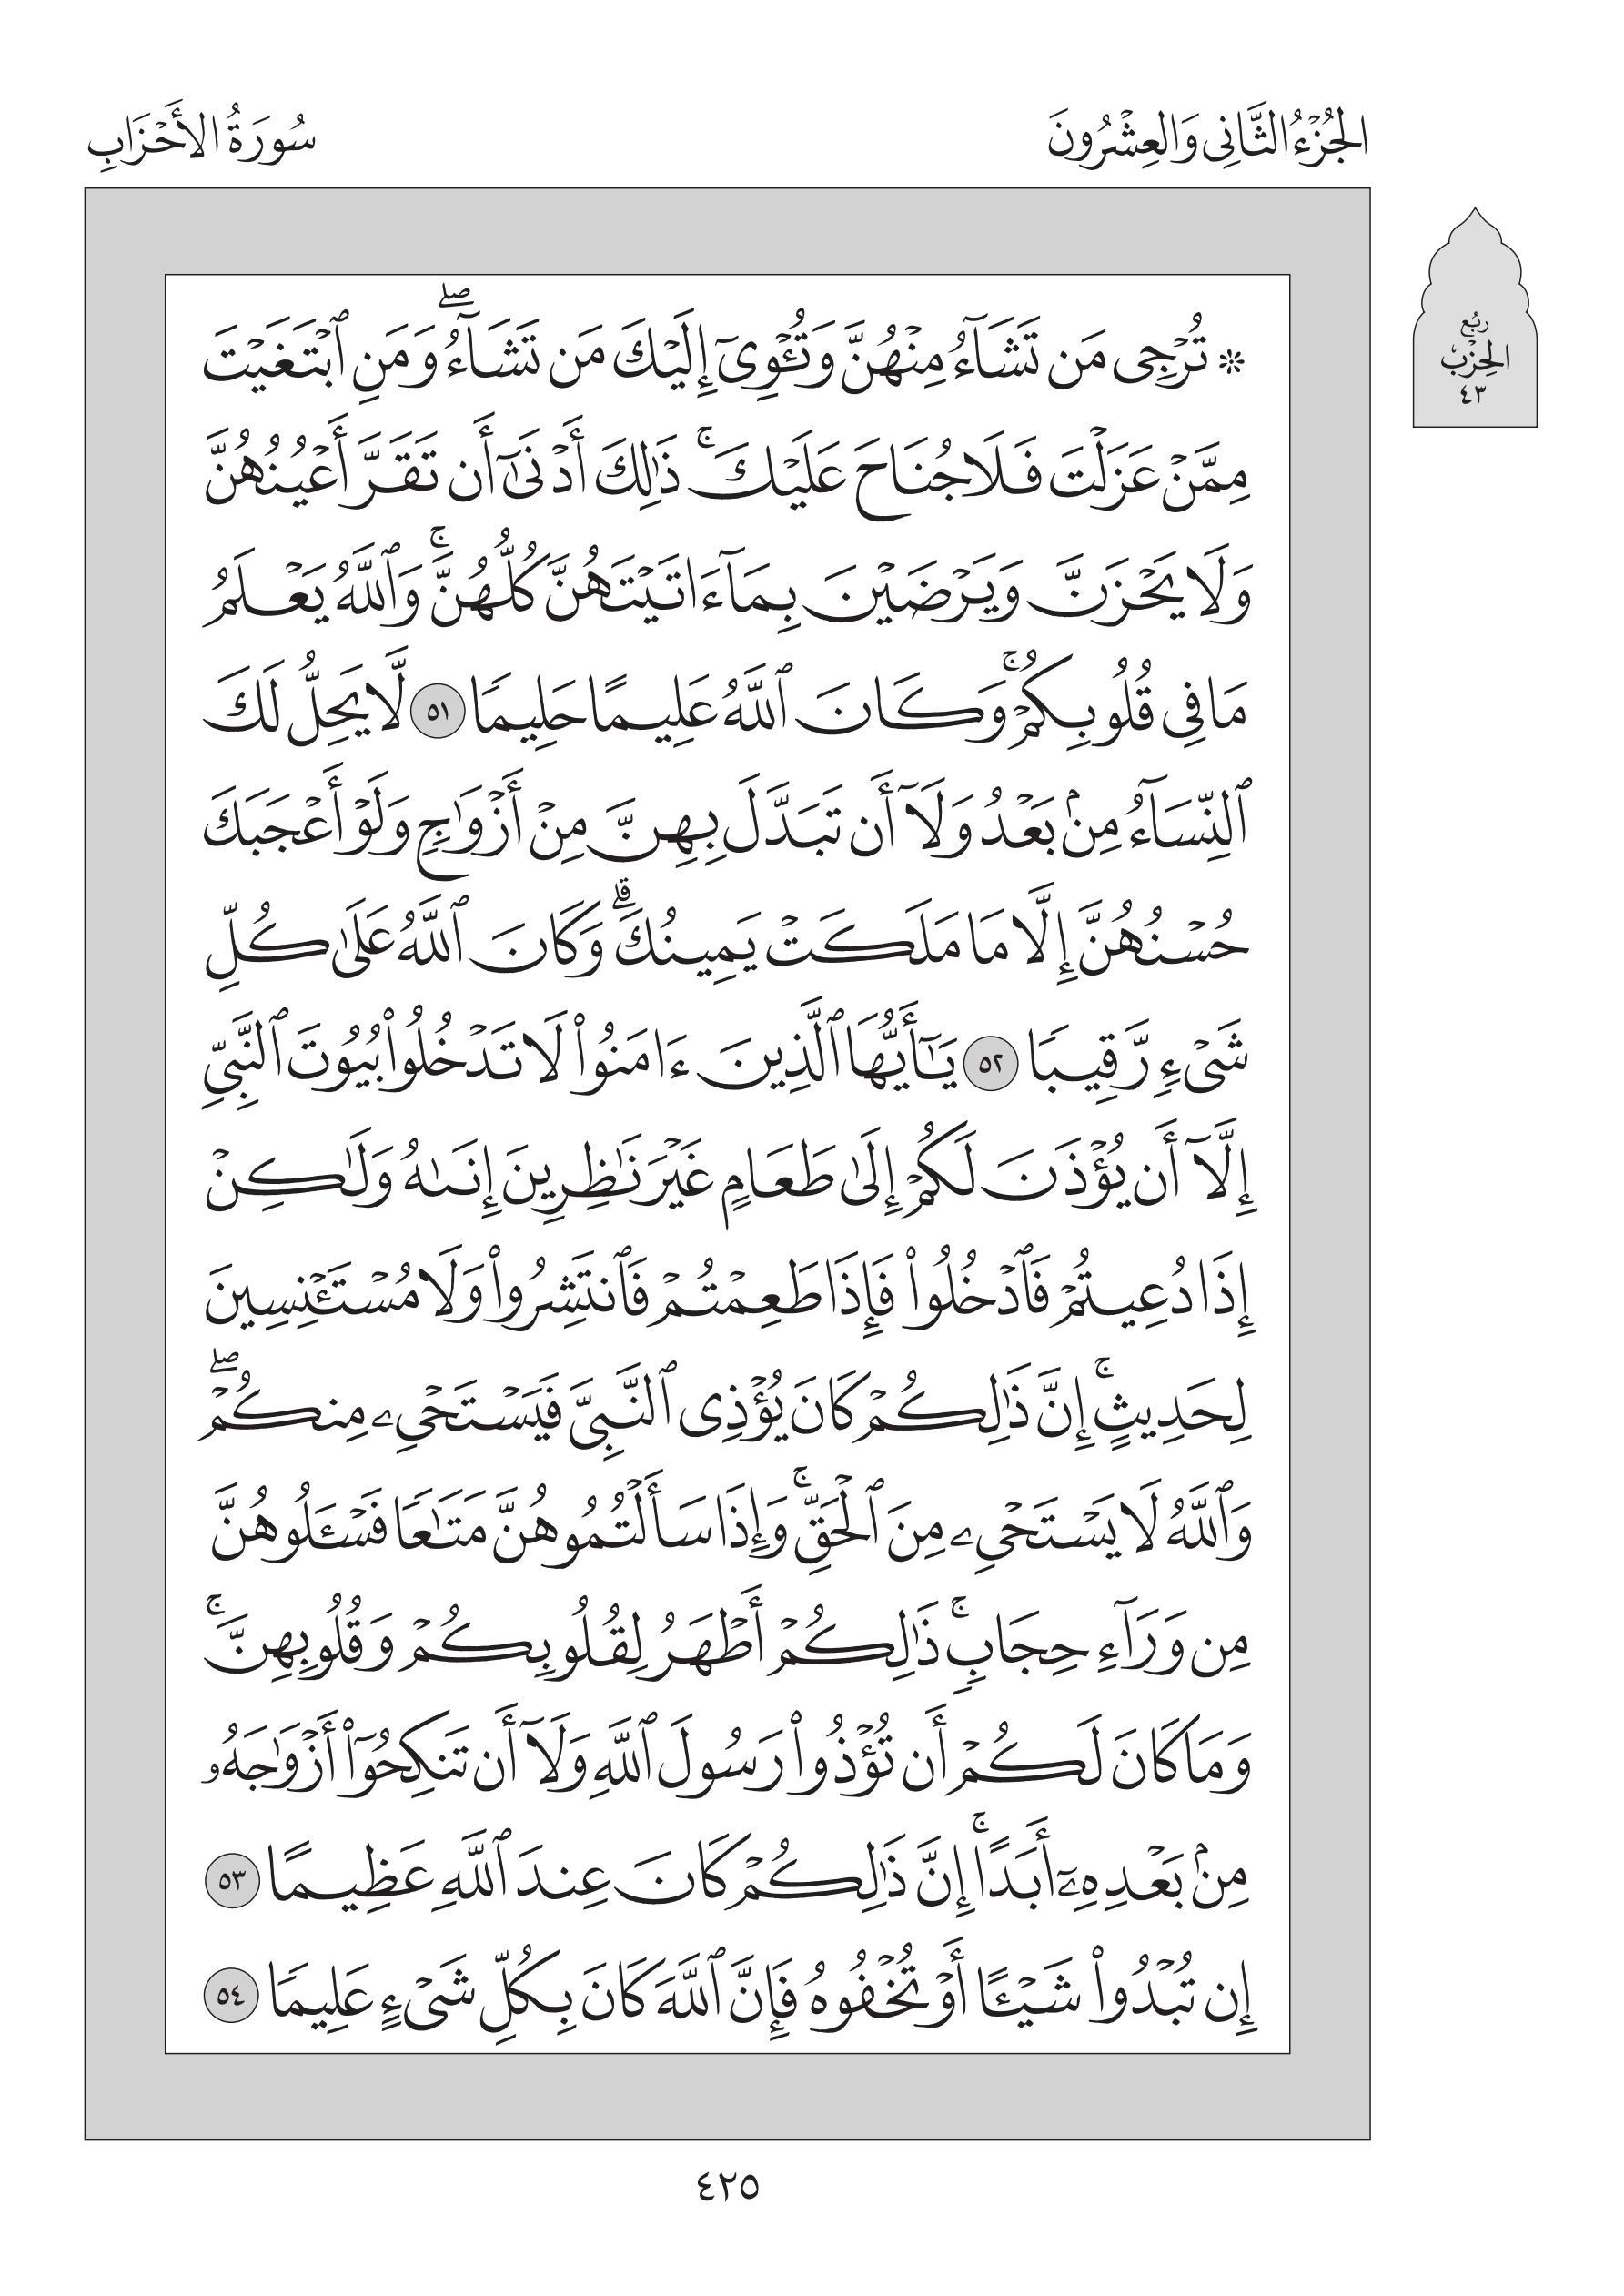 الجُزْءُ الثَّانِي وَالعِشْرُونَ
سُورَةُ الأَحْزَابِ
رُبْع
الحِزْب
٤٣
۞ تُرْجِى مَن تَشَآءُ مِنْهُنَّ وَتُـْٔوِىٓ إِلَيْكَ مَن تَشَآءُۖ وَمَنِ ٱبْتَغَيْتَ
مِمَّنْ عَزَلْتَ فَلَا جُنَاحَ عَلَيْكَۚ ذَٰلِكَ أَدْنَىٰٓ أَن تَقَرَّ أَعْيُنُهُنَّ
وَلَا يَحْزَنَّ وَيَرْضَيْنَ بِمَآ ءَاتَيْتَهُنَّ كُلُّهُنَّۚ وَٱللَّهُ يَعْلَمُ
مَا فِى قُلُوبِكُمْۚ وَكَانَ ٱللَّهُ عَلِيمًا حَلِيمًا ٥١ لَّا يَحِلُّ لَكَ
ٱلنِّسَآءُ مِنۢ بَعْدُ وَلَآ أَن تَبَدَّلَ بِهِنَّ مِنْ أَزْوَٰجٍ وَلَوْ أَعْجَبَكَ
حُسْنُهُنَّ إِلَّا مَا مَلَكَتْ يَمِينُكَۗ وَكَانَ ٱللَّهُ عَلَىٰ كُلِّ
شَىْءٍ رَّقِيبًا ٥٢ يَـٰٓأَيُّهَا ٱلَّذِينَ ءَامَنُوا۟ لَا تَدْخُلُوا۟ بُيُوتَ ٱلنَّبِىِّ
إِلَّآ أَن يُؤْذَنَ لَكُمْ إِلَىٰ طَعَامٍ غَيْرَ نَـٰظِرِينَ إِنَىٰهُ وَلَـٰكِنْ
إِذَا دُعِيتُمْ فَٱدْخُلُوا۟ فَإِذَا طَعِمْتُمْ فَٱنتَشِرُوا۟ وَلَا مُسْتَـْٔنِسِينَ
لِحَدِيثٍۚ إِنَّ ذَٰلِكُمْ كَانَ يُؤْذِى ٱلنَّبِىَّ فَيَسْتَحْىِۦ مِنكُمْۖ
وَٱللَّهُ لَا يَسْتَحْىِۦ مِنَ ٱلْحَقِّۚ وَإِذَا سَأَلْتُمُوهُنَّ مَتَـٰعًا فَسْـَٔلُوهُنَّ
مِن وَرَآءِ حِجَابٍۚ ذَٰلِكُمْ أَطْهَرُ لِقُلُوبِكُمْ وَقُلُوبِهِنَّۚ
وَمَا كَانَ لَكُمْ أَن تُؤْذُوا۟ رَسُولَ ٱللَّهِ وَلَآ أَن تَنكِحُوٓا۟ أَزْوَٰجَهُۥ
مِنۢ بَعْدِهِۦٓ أَبَدًاۚ إِنَّ ذَٰلِكُمْ كَانَ عِندَ ٱللَّهِ عَظِيمًا ٥٣
إِن تُبْدُوا۟ شَيْـًٔا أَوْ تُخْفُوهُ فَإِنَّ ٱللَّهَ كَانَ بِكُلِّ شَىْءٍ عَلِيمًا ٥٤
٤٢٥